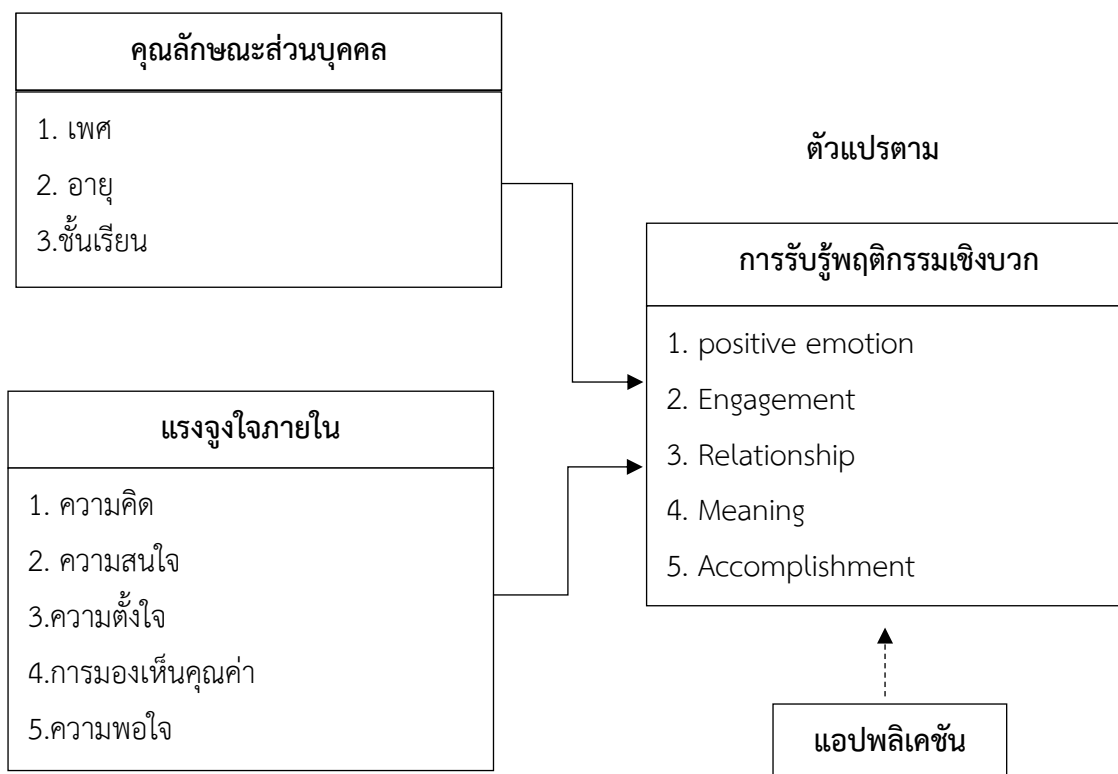 คุณลักษณะส่วนบุคคล
1. เพศ
2. อายุ
3.ชั้นเรียน
แรงจูงใจภายใน
1. ความคิด
2. ความสนใจ
3.ความตั้งใจ
4.การมองเห็นคุณค่า
5.ความพอใจ
ตัวแปรตาม
การรับรู้พฤติกรรมเชิงบวก
1. positive emotion
2. Engagement
3. Relationship
4. Meaning
5. Accomplishment
แอปพลิเคชัน